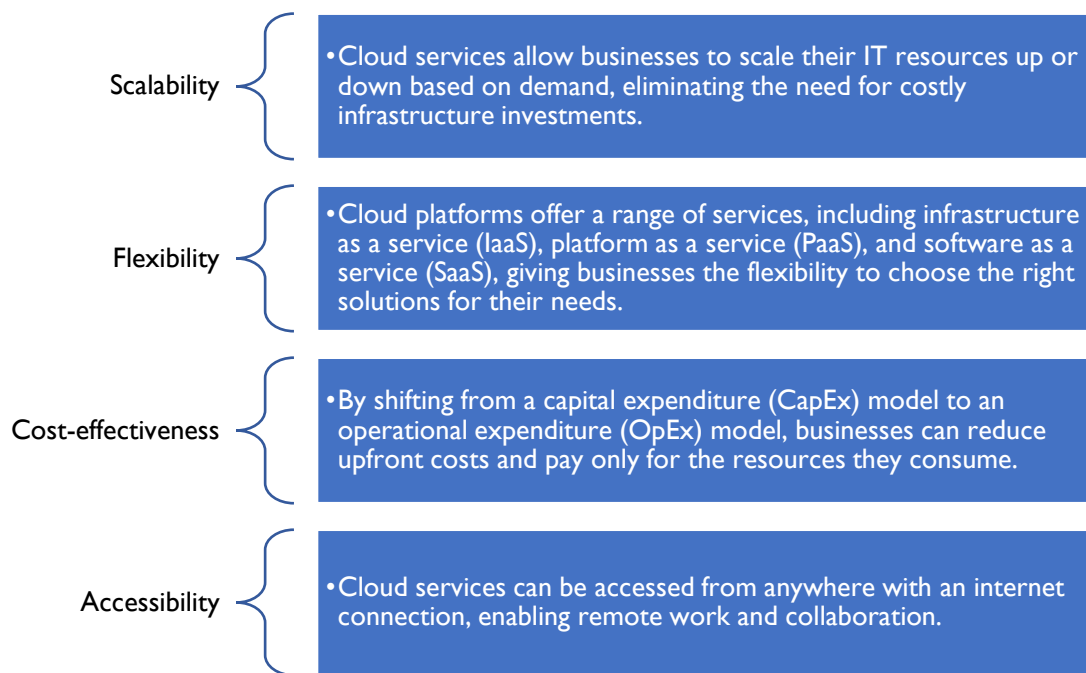 Scalability
•Cloud services allow businesses to scale their IT resources up or
down based on demand, eliminating the need for costly
infrastructure investments.
Flexibility
•Cloud platforms offer a range of services, including infrastructure
as a service (IaaS), platform as a service (PaaS), and software as a
service (SaaS), giving businesses the flexibility to choose the right
solutions for their needs.
Cost-effectiveness
•By shifting from a capital expenditure (CapEx) model to an
operational expenditure (OpEx) model, businesses can reduce
upfront costs and pay only for the resources they consume.
Accessibility
•Cloud services can be accessed from anywhere with an internet
connection, enabling remote work and collaboration.